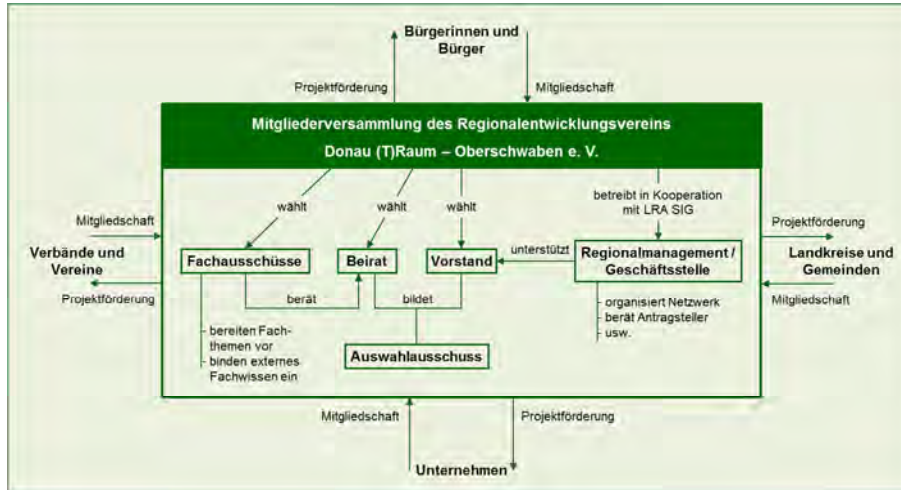 Bürgerinnen und
Bürger
Projektförderung
Mitgliedschaft
Mitgliederversammlung des Regionalentwicklungsvereins
Donau (T)Raum – Oberschwaben e. V.
wählt
wählt
wählt
betreibt in Kooperation
mit LRA SIG
Mitgliedschaft
Verbände und
Vereine
Projektförderung
Fachausschüsse
Beirat
Vorstand
unterstützt
Regionalmanagement /
Geschäftsstelle
Projektförderung
Landkreise und
Gemeinden
Mitgliedschaft
berät
bildet
- bereiten Fach-
themen vor
- binden externes
Fachwissen ein
Auswahlausschuss
- organisiert Netzwerk
- berät Antragsteller
- usw.
Mitgliedschaft
Projektförderung
Unternehmen